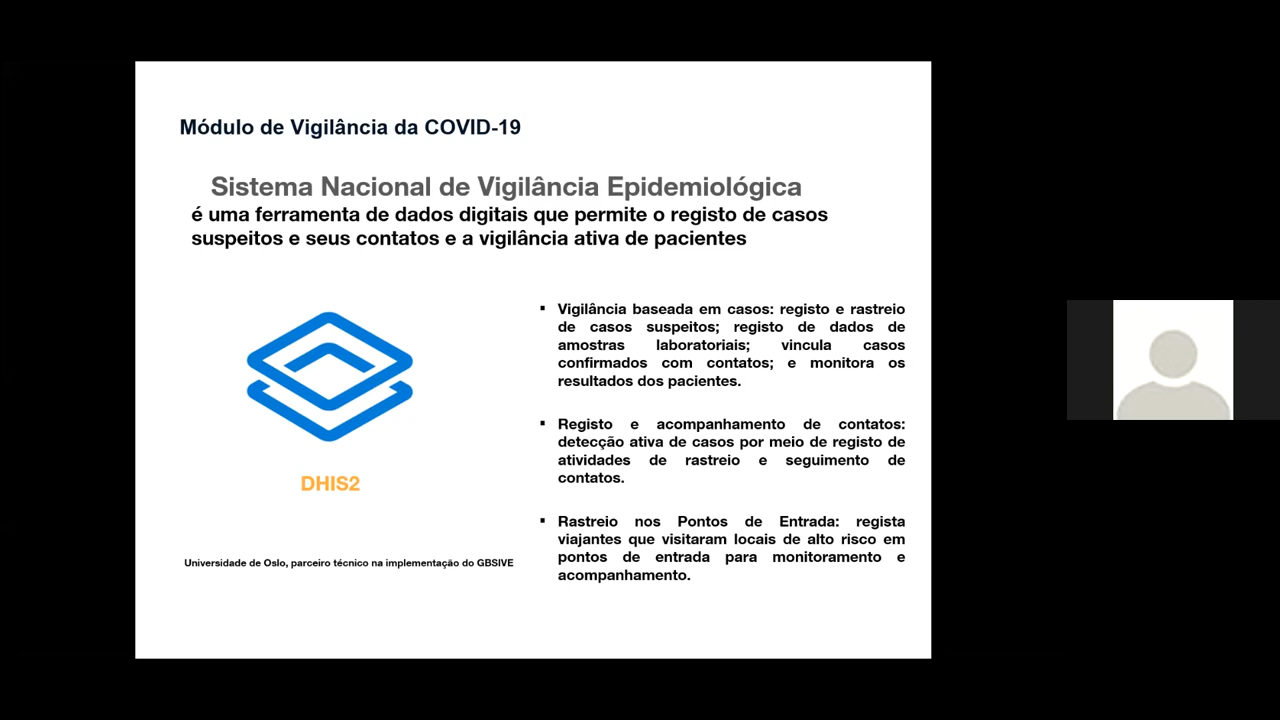 Módulo de Vigilância da COVID-19
Sistema Nacional de Vigilância Epidemiológica
é uma ferramenta de dados digitais que permite o registo de casos
suspeitos e seus contatos e a vigilância ativa de pacientes
▪ Vigilância baseada em casos: registo e rastreio
de casos suspeitos; registo de dados de
amostras laboratoriais; vincula casos
confirmados com contatos; e monitora os
resultados dos pacientes.
▪ Registo e acompanhamento de contatos:
detecção ativa de casos por meio de registo de
atividades de rastreio e seguimento de
contatos.
▪ Rastreio nos Pontos de Entrada: regista
viajantes que visitaram locais de alto risco em
pontos de entrada para monitoramento e
acompanhamento.
DHIS2
Universidade de Oslo, parceiro técnico na implementação do GBSIVE